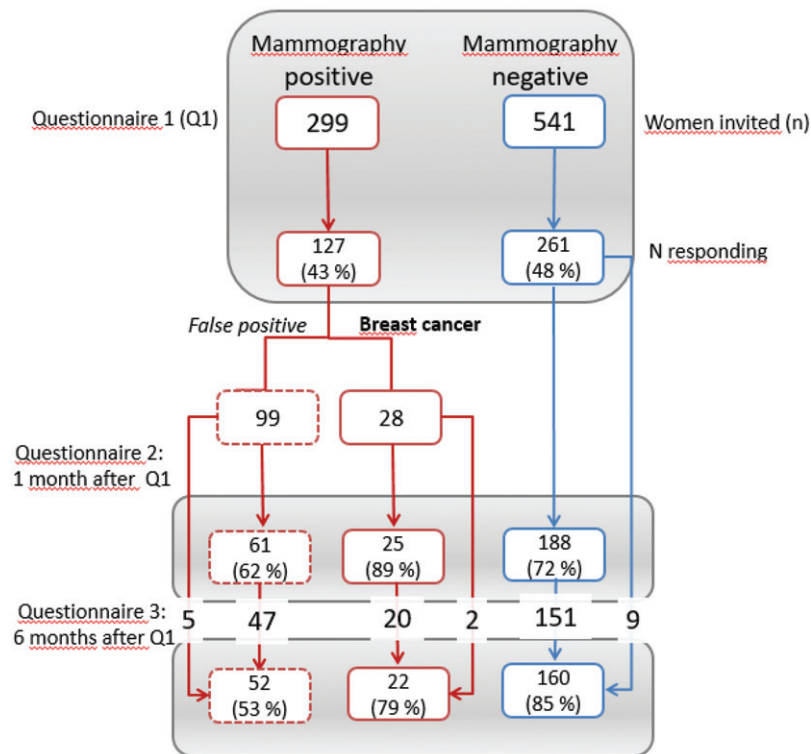 Mammography
positive
Mammography
negative
Questionnaire 1 (Q1)
299
541
Women invited (n)
127
(43 %)
261
(48 %)
N responding
False positive
Breast cancer
99
28
Questionnaire 2:
1 month after Q1
61
(62 %)
25
(89 %)
188
(72 %)
Questionnaire 3:
6 months after Q1
5
47
20
2
151
9
52
(53 %)
22
(79 %)
160
(85 %)